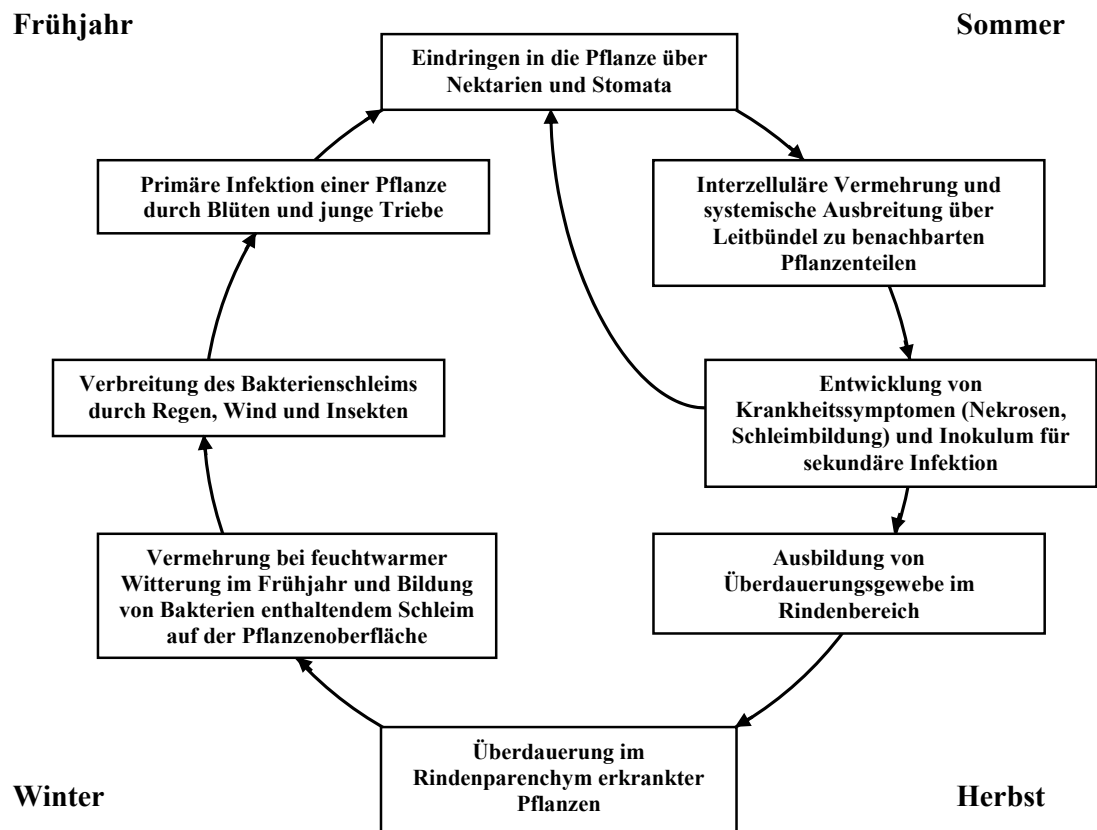 Frühjahr
Sommer
Eindringen in die Pflanze über
Nektarien und Stomata
Primäre Infektion einer Pflanze
durch Blüten und junge Triebe
Interzelluläre Vermehrung und
systemische Ausbreitung über
Leitbündel zu benachbarten
Pflanzenteilen
Verbreitung des Bakterienschleims
durch Regen, Wind und Insekten
Entwicklung von
Krankheitssymptomen (Nekrosen,
Schleimbildung) und Inokulum für
sekundäre Infektion
Vermehrung bei feuchtwarmer
Witterung im Frühjahr und Bildung
von Bakterien enthaltendem Schleim
auf der Pflanzenoberfläche
Ausbildung von
Überdauerungsgewebe im
Rindenbereich
Überdauerung im
Rindenparenchym erkrankter
Pflanzen
Winter
Herbst